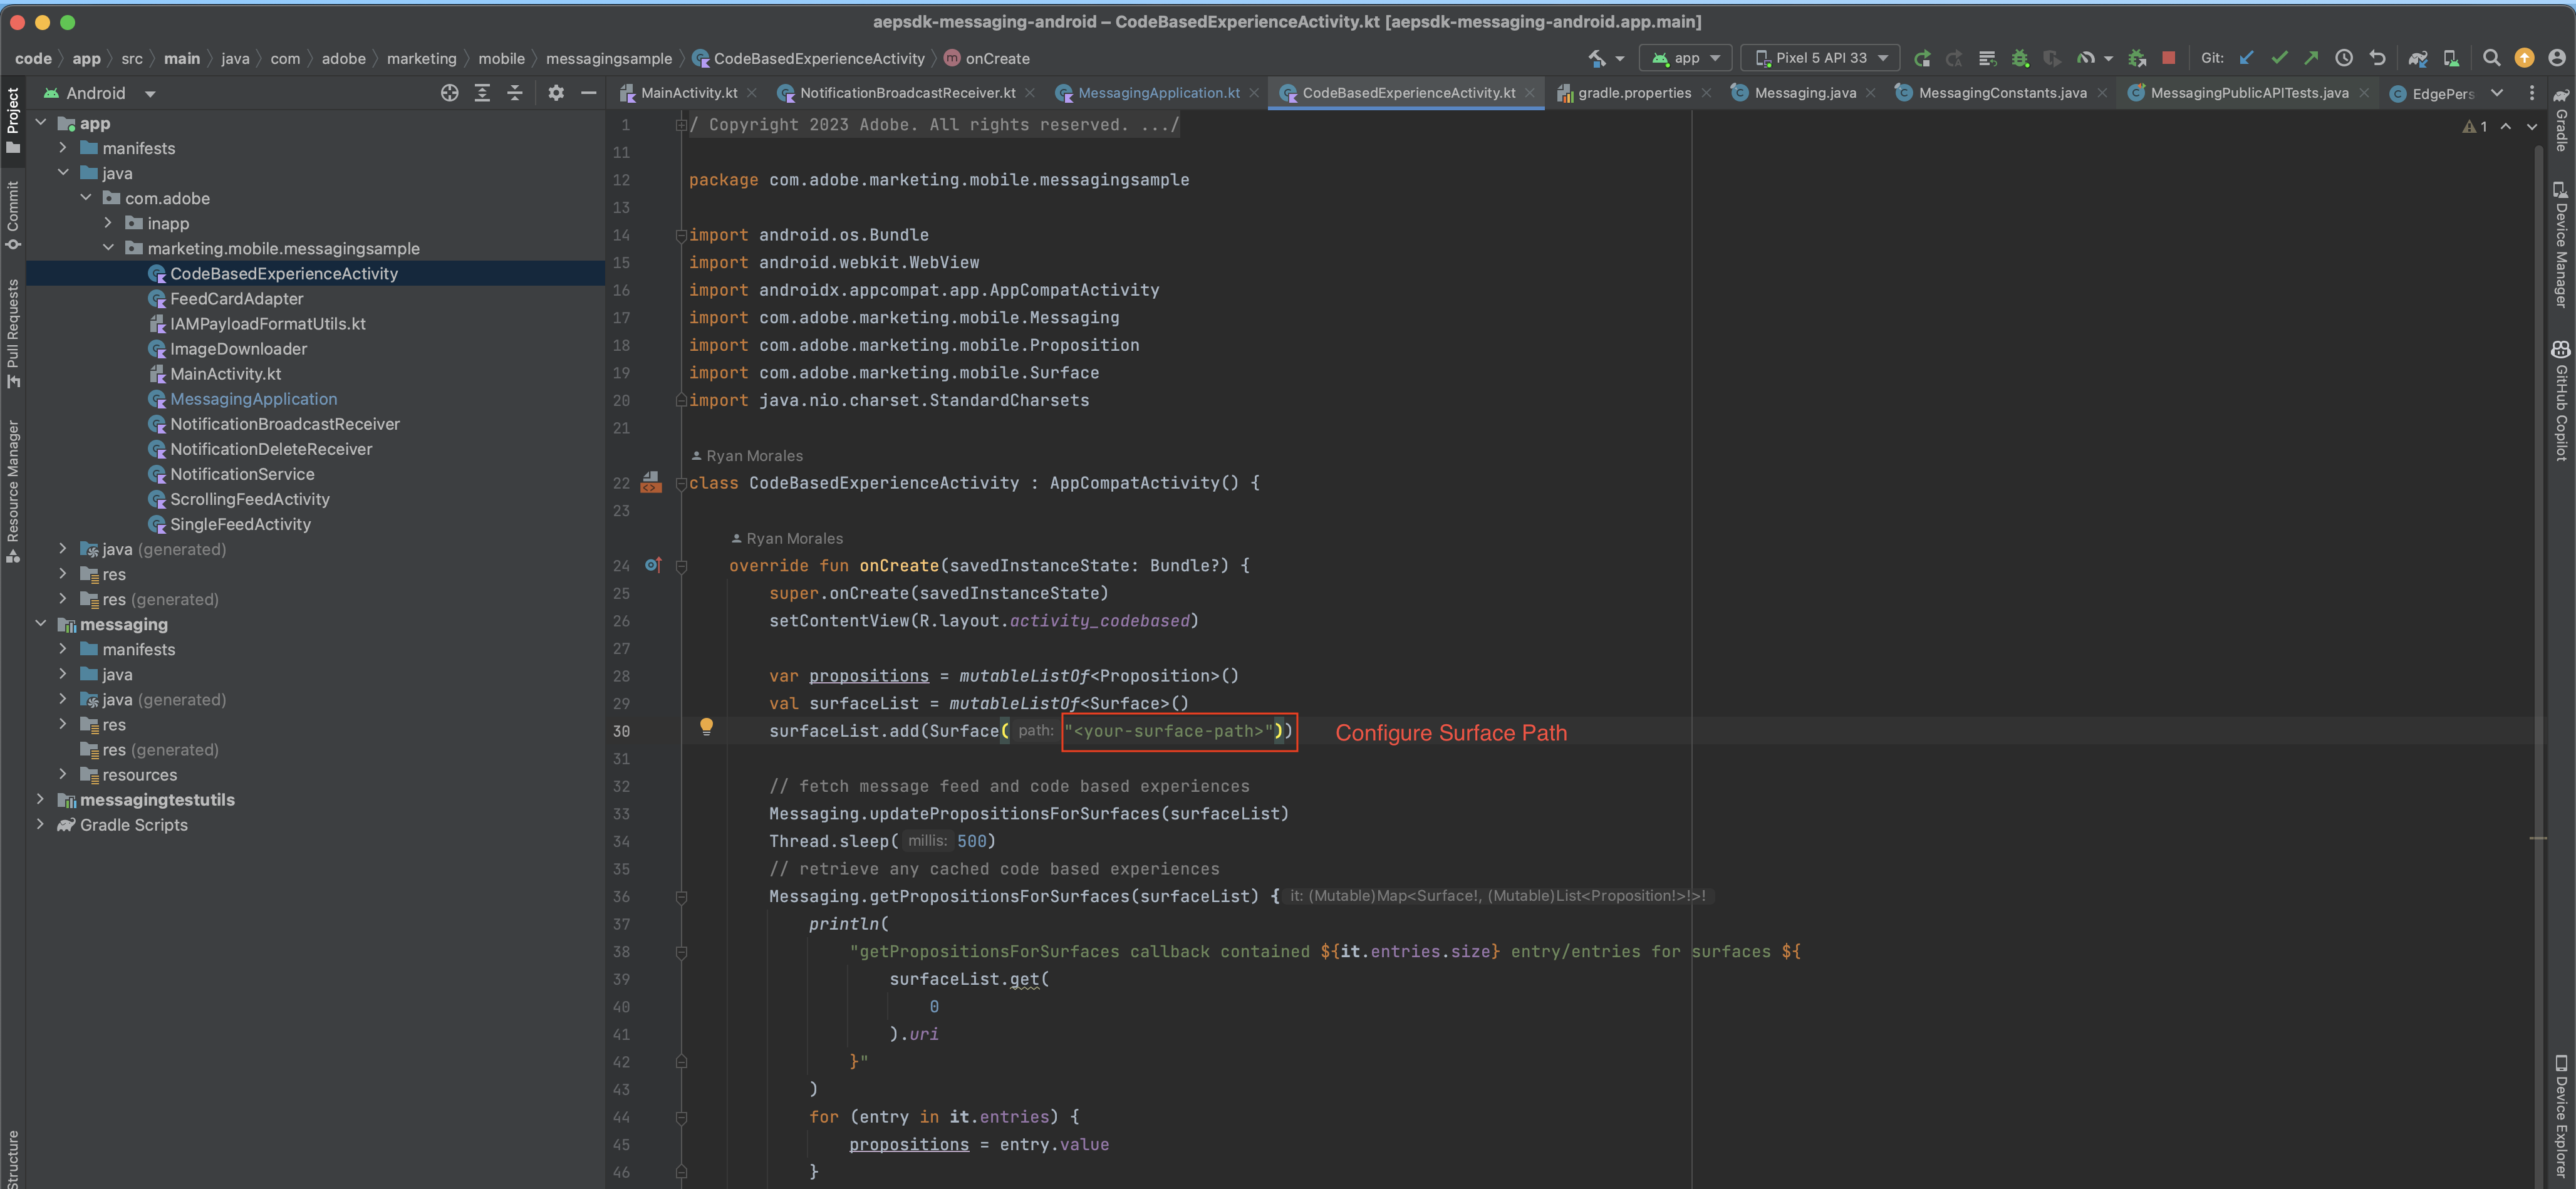 aepsdk-messaging-android – CodeBasedExperienceActivity.kt [aepsdk-messaging-android.app.main]
code app src main java com adobe marketing mobile messagingsample CodeBasedExperienceActivity onCreate
app Pixel 5 API 33 Git:
Android
MainActivity.kt NotificationBroadcastReceiver.kt MessagingApplication.kt CodeBasedExperienceActivity.kt gradle.properties Messaging.java MessagingConstants.java MessagingPublicAPITests.java EdgePers
Project
Commit
Pull Requests
Resource Manager
Structure
app
manifests
java
com.adobe
inapp
marketing.mobile.messagingsample
CodeBasedExperienceActivity
FeedCardAdapter
IAMPayloadFormatUtils.kt
ImageDownloader
MainActivity.kt
MessagingApplication
NotificationBroadcastReceiver
NotificationDeleteReceiver
NotificationService
ScrollingFeedActivity
SingleFeedActivity
java (generated)
res
res (generated)
messaging
manifests
java
java (generated)
res
res (generated)
resources
messagingtestutils
Gradle Scripts
1 / Copyright 2023 Adobe. All rights reserved. .../
11
12 package com.adobe.marketing.mobile.messagingsample
13
14 import android.os.Bundle
15 import android.webkit.WebView
16 import androidx.appcompat.app.AppCompatActivity
17 import com.adobe.marketing.mobile.Messaging
18 import com.adobe.marketing.mobile.Proposition
19 import com.adobe.marketing.mobile.Surface
20 import java.nio.charset.StandardCharsets
21
Ryan Morales
22 class CodeBasedExperienceActivity : AppCompatActivity() {
23
Ryan Morales
24 override fun onCreate(savedInstanceState: Bundle?) {
25 super.onCreate(savedInstanceState)
26 setContentView(R.layout.activity_codebased)
27
28 var propositions = mutableListOf<Proposition>()
29 val surfaceList = mutableListOf<Surface>()
30 surfaceList.add(Surface( path: "<your-surface-path>")) Configure Surface Path
31
32 // fetch message feed and code based experiences
33 Messaging.updatePropositionsForSurfaces(surfaceList)
34 Thread.sleep( millis: 500)
35 // retrieve any cached code based experiences
36 Messaging.getPropositionsForSurfaces(surfaceList) { it: (Mutable)Map<Surface!, (Mutable)List<Proposition!>!>!
37 println(
38 "getPropositionsForSurfaces callback contained ${it.entries.size} entry/entries for surfaces ${
39 surfaceList.get(
40 0
41 ).uri
42 }"
43 )
44 for (entry in it.entries) {
45 propositions = entry.value
46 }
1
Gradle
Device Manager
GitHub Copilot
Device Explorer